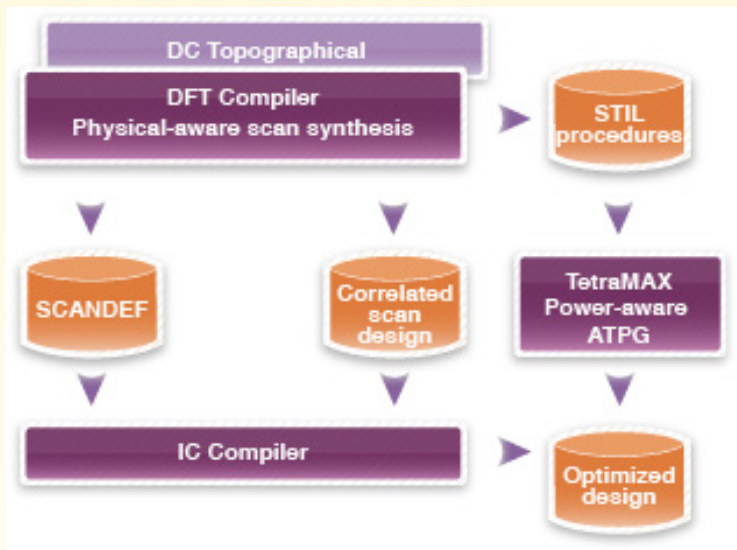 DC Topographical
DFT Compiler
Physical-aware scan synthesis
STIL
procedures
SCANDEF
Correlated
scan
design
TetraMAX
Power-aware
ATPG
IC Compiler
Optimized
design